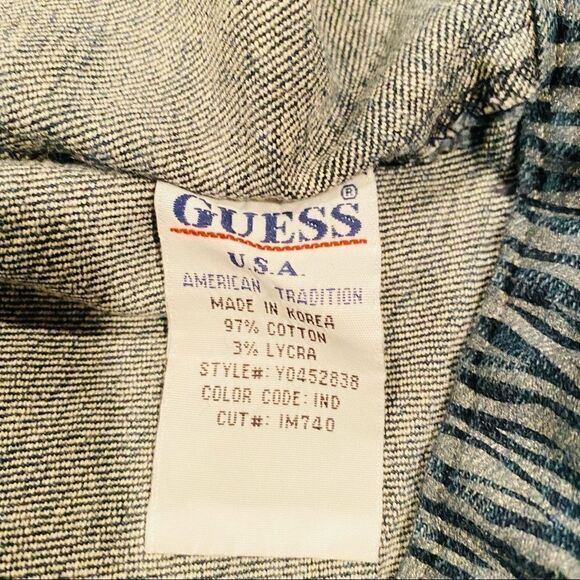 GUESS®
U.S.A.
AMERICAN TRADITION
MADE IN KOREA
97% COTTON
3% LYCRA
STYLE#: Y0452838
COLOR CODE: IND
CUT#: IM740